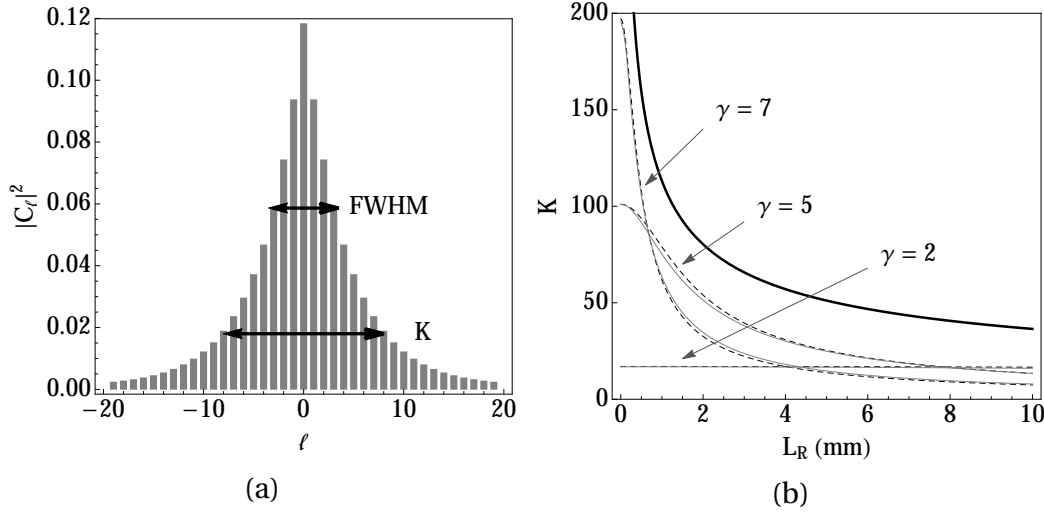 0.12
0.10
0.08
0.06
0.04
0.02
0.00
|Cℓ|²
FWHM
K
−20 −10 0 10 20
ℓ
(a)
200
150
100
50
0
K
γ = 7
γ = 5
γ = 2
0 2 4 6 8 10
L_R (mm)
(b)